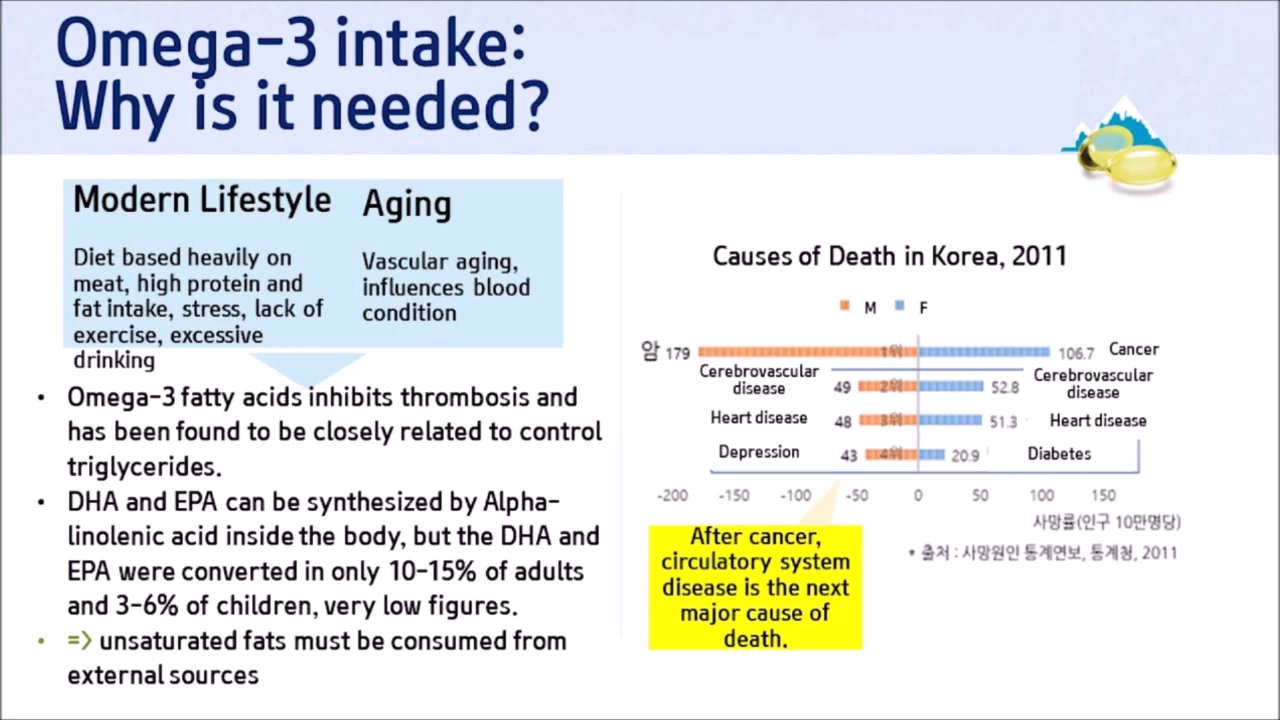 Omega-3 intake:
Why is it needed?
Modern Lifestyle
Diet based heavily on
meat, high protein and
fat intake, stress, lack of
exercise, excessive
drinking
Aging
Vascular aging,
influences blood
condition
• Omega-3 fatty acids inhibits thrombosis and
has been found to be closely related to control
triglycerides.
• DHA and EPA can be synthesized by Alpha-
linolenic acid inside the body, but the DHA and
EPA were converted in only 10-15% of adults
and 3-6% of children, very low figures.
• => unsaturated fats must be consumed from
external sources
Causes of Death in Korea, 2011
M F
암 179 1위 106.7 Cancer
Cerebrovascular
disease 49 2위 52.8 Cerebrovascular
disease
Heart disease 48 3위 51.3 Heart disease
Depression 43 4위 20.9 Diabetes
-200 -150 -100 -50 0 50 100 150
사망률(인구 10만명당)
* 출처 : 사망원인 통계연보, 통계청, 2011
After cancer,
circulatory system
disease is the next
major cause of
death.